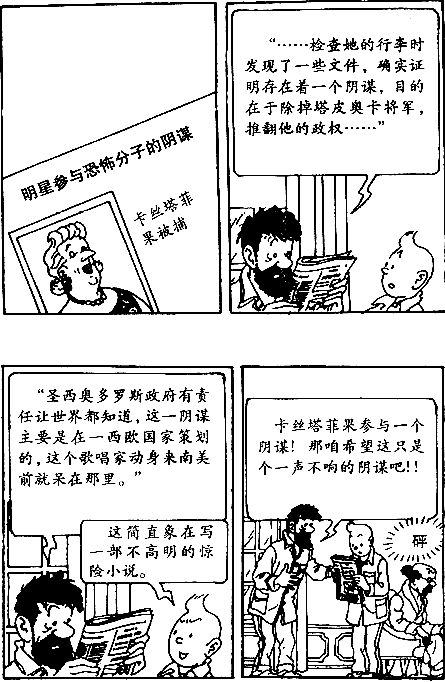 明星参与恐怖分子的阴谋
卡丝塔菲
果被捕
“……检查她的行李时
发现了一些文件，确实证
明存在着一个阴谋，目的
在于除掉塔皮奥卡将军，
推翻他的政权……”
“圣西奥多罗斯政府有责
任让世界都知道，这一阴谋
主要是在一西欧国家策划
的，这个歌唱家动身来南美
前就呆在那里。”
这简直象在写
一部不高明的惊
险小说。
卡丝塔菲果参与一个
阴谋！那咱希望这只是
个一声不响的阴谋吧！！
砰